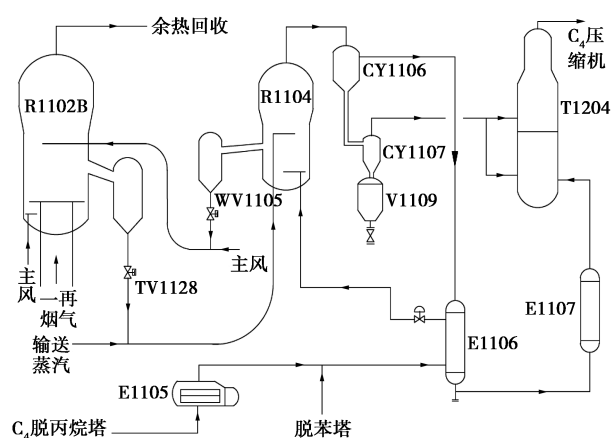 余热回收
C₄压
缩机
CY1106
R1102B
R1104
T1204
CY1107
WV1105
V1109
主风
主
风
一再
烟气
TV1128
E1107
输送
蒸汽
E1106
E1105
C₄脱丙烷塔
脱苯塔